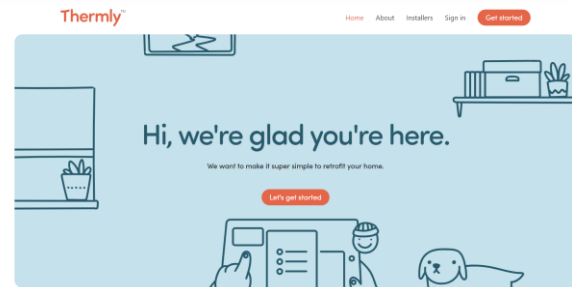 Thermly™
Home About Installers Sign in Get started
Hi, we're glad you're here.
We want to make it super simple to retrofit your home.
Let's get started